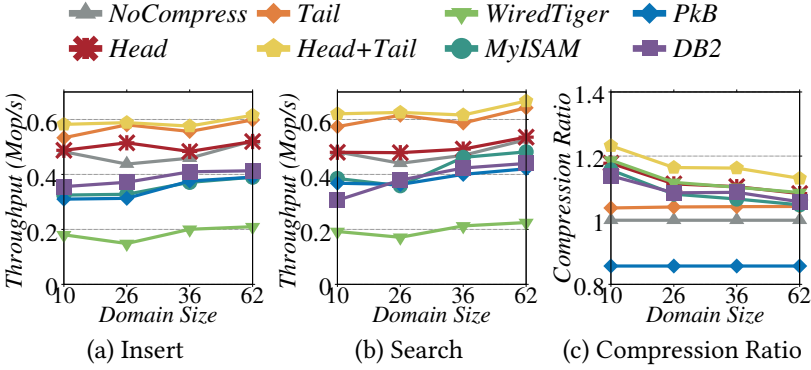 NoCompress Tail WiredTiger PkB
Head Head+Tail MyISAM DB2
Throughput (Mop/s)
0.6
0.4
0.2
0
10 26 36 62
Domain Size
(a) Insert
Throughput (Mop/s)
0.6
0.4
0.2
0
10 26 36 62
Domain Size
(b) Search
Compression Ratio
1.4
1.2
1
0.8
10 26 36 62
Domain Size
(c) Compression Ratio